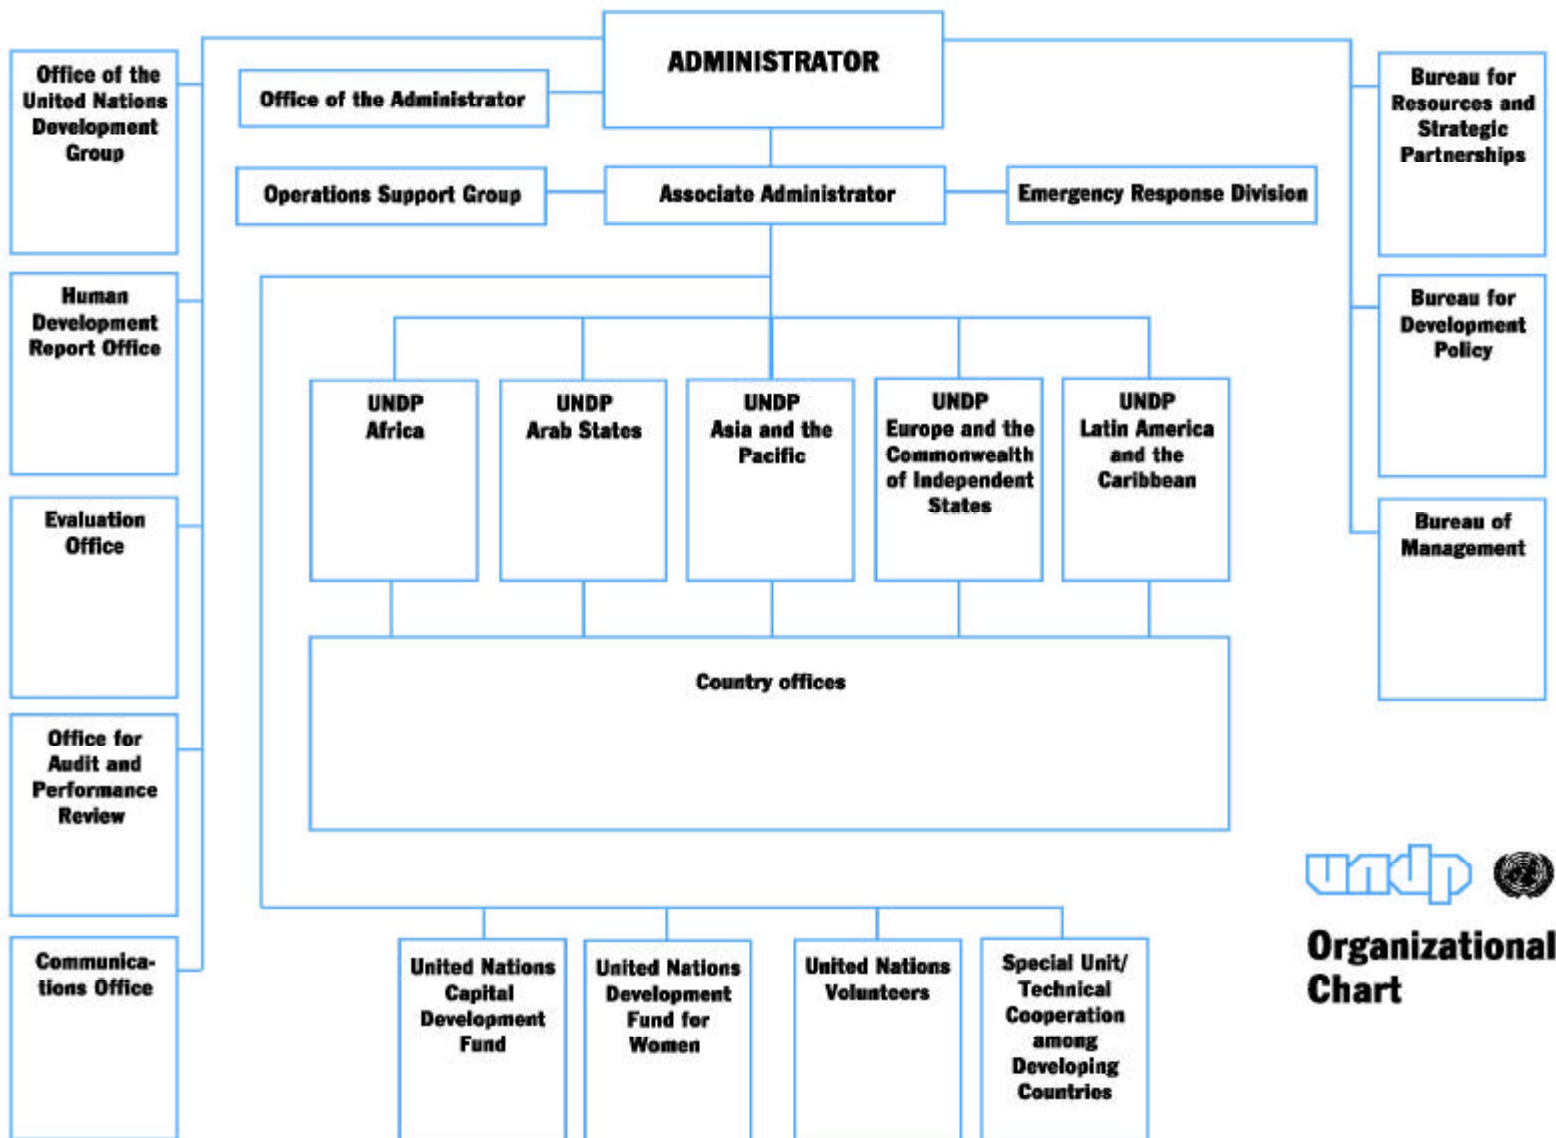 ADMINISTRATOR
Office of the Administrator
Operations Support Group
Associate Administrator
Emergency Response Division
Office of the
United Nations
Development
Group
Human
Development
Report Office
Evaluation
Office
Office for
Audit and
Performance
Review
Communica-
tions Office
Bureau for
Resources and
Strategic
Partnerships
Bureau for
Development
Policy
Bureau of
Management
UNDP
Africa
UNDP
Arab States
UNDP
Asia and the
Pacific
UNDP
Europe and the
Commonwealth
of Independent
States
UNDP
Latin America
and the
Caribbean
Country offices
United Nations
Capital
Development
Fund
United Nations
Development
Fund for
Women
United Nations
Volunteers
Special Unit/
Technical
Cooperation
among
Developing
Countries
undp
Organizational
Chart